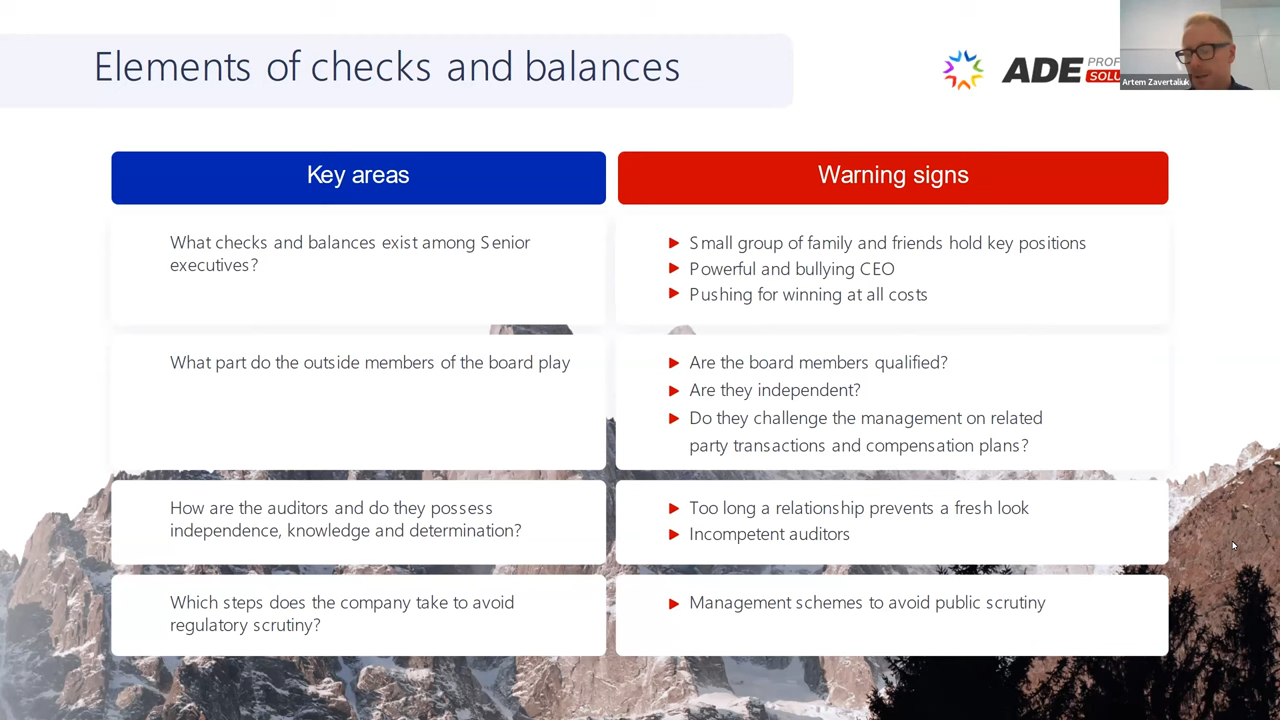 Elements of checks and balances
ADE
PROF
SOLU
Artem Zavertaliuk
Key areas
Warning signs
What checks and balances exist among Senior
executives?
Small group of family and friends hold key positions
Powerful and bullying CEO
Pushing for winning at all costs
What part do the outside members of the board play
Are the board members qualified?
Are they independent?
Do they challenge the management on related
party transactions and compensation plans?
How are the auditors and do they possess
independence, knowledge and determination?
Too long a relationship prevents a fresh look
Incompetent auditors
Which steps does the company take to avoid
regulatory scrutiny?
Management schemes to avoid public scrutiny